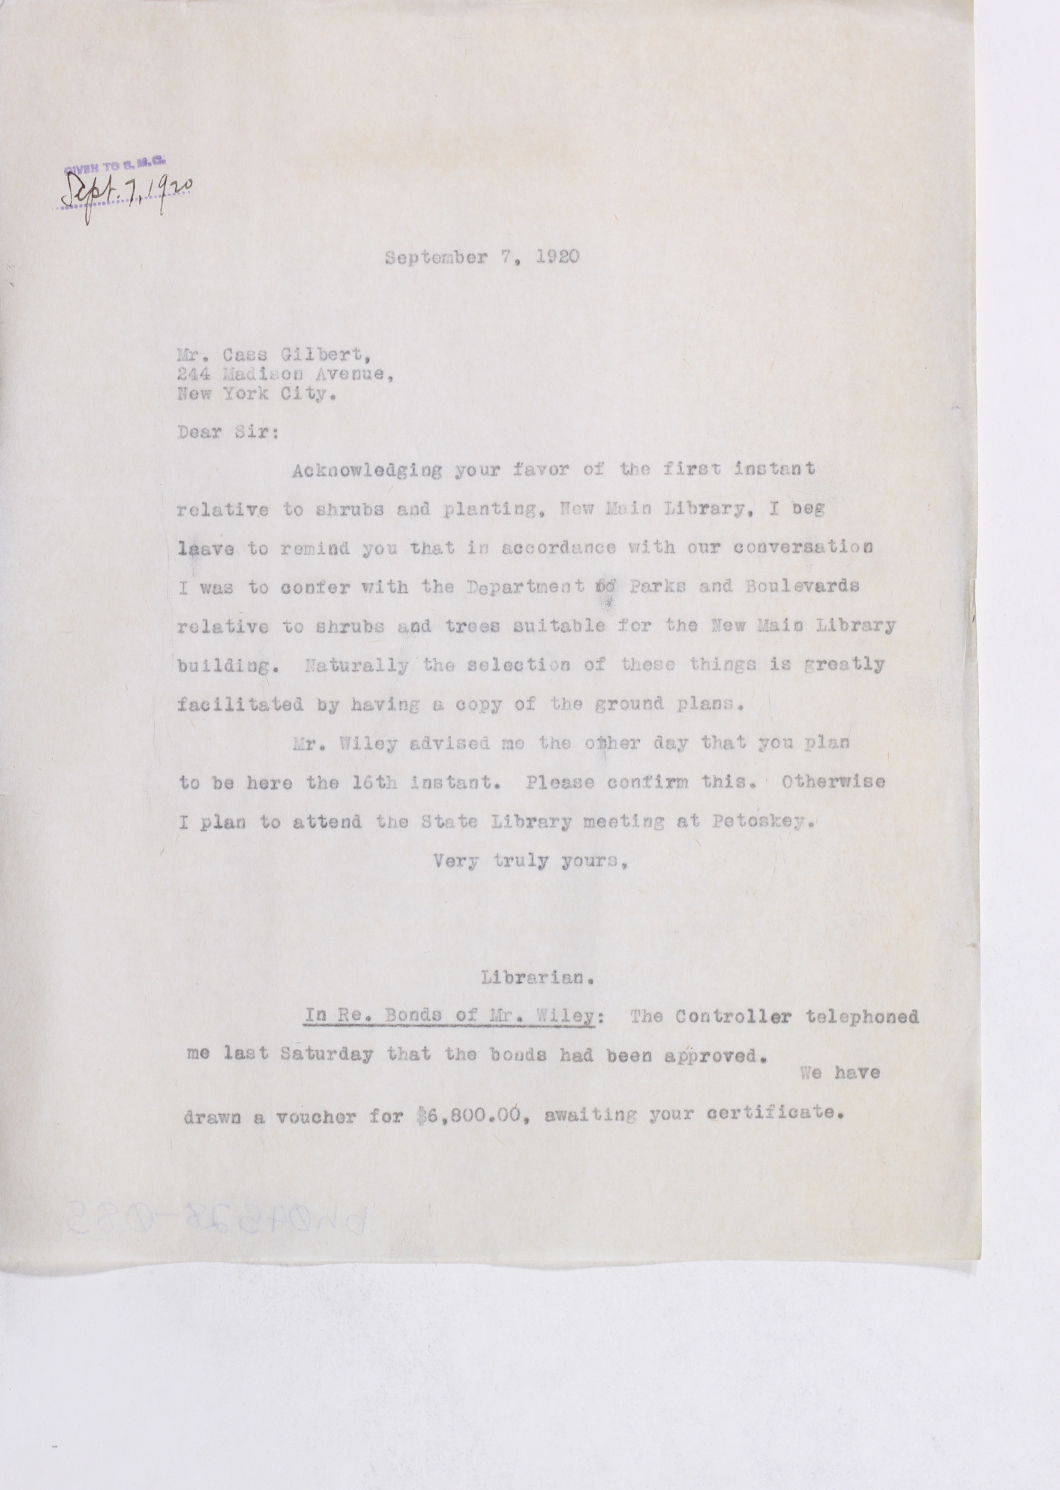 GIVEN TO S. M. G.
Sept. 7, 1920
September 7, 1920
Mr. Cass Gilbert,
244 Madison Avenue,
New York City.
Dear Sir:
Acknowledging your favor of the first instant
relative to shrubs and planting, New Main Library, I beg
leave to remind you that in accordance with our conversation
I was to confer with the Department of Parks and Boulevards
relative to shrubs and trees suitable for the New Main Library
building. Naturally the selection of these things is greatly
facilitated by having a copy of the ground plans.
Mr. Wiley advised me the other day that you plan
to be here the 16th instant. Please confirm this. Otherwise
I plan to attend the State Library meeting at Petoskey.
Very truly yours,
Librarian.
In Re. Bonds of Mr. Wiley: The Controller telephoned
me last Saturday that the bonds had been approved.
We have
drawn a voucher for $6,800.00, awaiting your certificate.